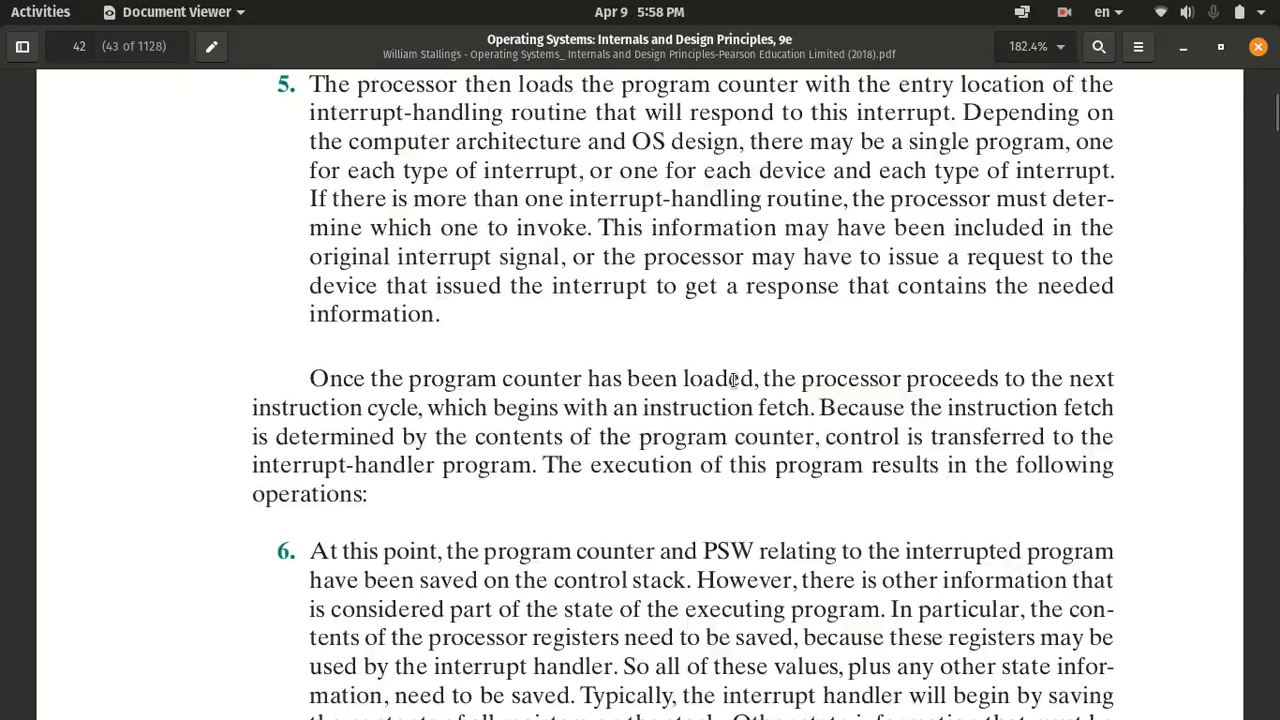 Activities
Document Viewer
Apr 9 5:58 PM
en
42
(43 of 1128)
Operating Systems: Internals and Design Principles, 9e
William Stallings - Operating Systems_ Internals and Design Principles-Pearson Education Limited (2018).pdf
182.4%
5. The processor then loads the program counter with the entry location of the
interrupt-handling routine that will respond to this interrupt. Depending on
the computer architecture and OS design, there may be a single program, one
for each type of interrupt, or one for each device and each type of interrupt.
If there is more than one interrupt-handling routine, the processor must deter-
mine which one to invoke. This information may have been included in the
original interrupt signal, or the processor may have to issue a request to the
device that issued the interrupt to get a response that contains the needed
information.
Once the program counter has been loaded, the processor proceeds to the next
instruction cycle, which begins with an instruction fetch. Because the instruction fetch
is determined by the contents of the program counter, control is transferred to the
interrupt-handler program. The execution of this program results in the following
operations:
6. At this point, the program counter and PSW relating to the interrupted program
have been saved on the control stack. However, there is other information that
is considered part of the state of the executing program. In particular, the con-
tents of the processor registers need to be saved, because these registers may be
used by the interrupt handler. So all of these values, plus any other state infor-
mation, need to be saved. Typically, the interrupt handler will begin by saving